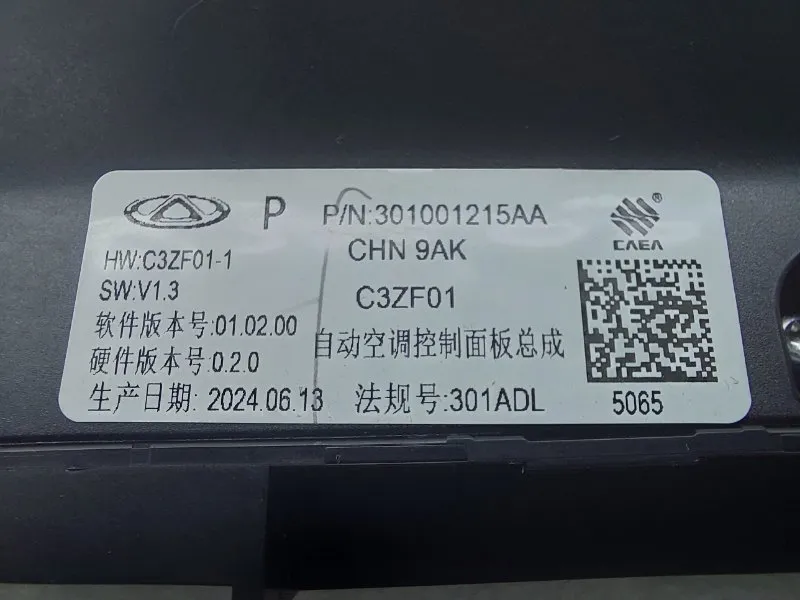 P
P/N:301001215AA
CHN 9AK
CAEA
®
HW:C3ZF01-1
SW:V1.3
C3ZF01
软件版本号:01.02.00
硬件版本号:0.2.0
自动空调控制面板总成
生产日期: 2024.06.13
法规号:301ADL
5065